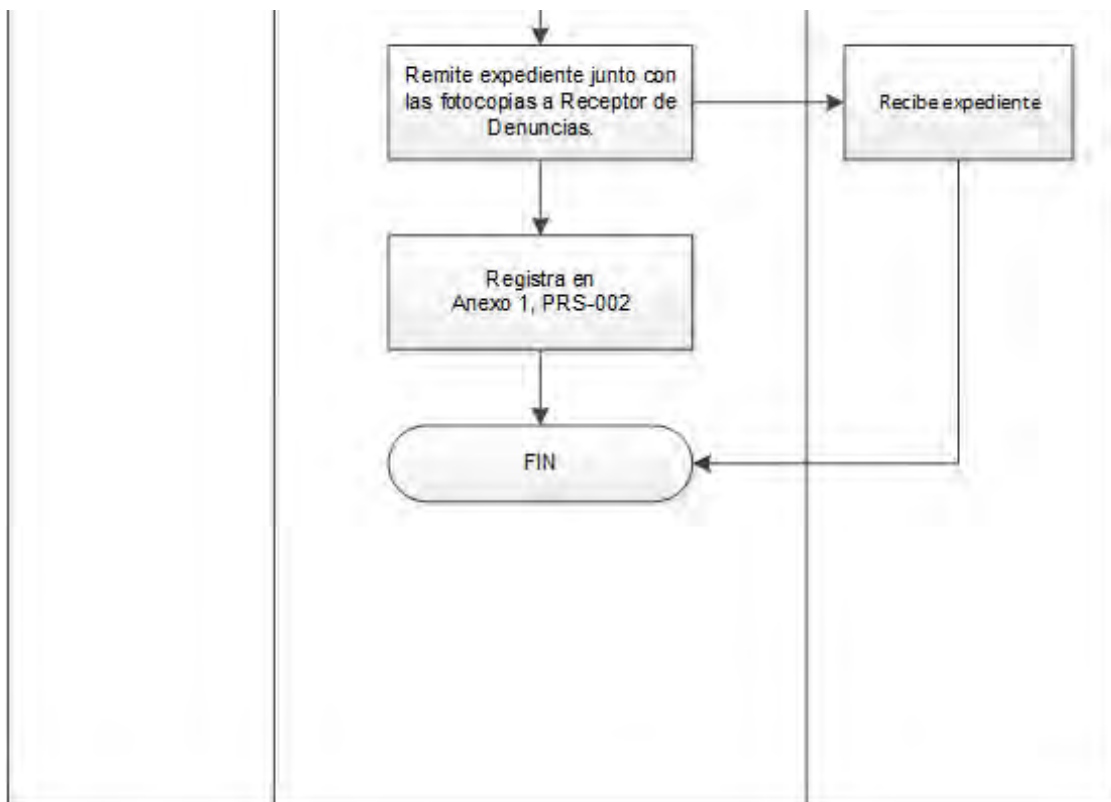 Remite expediente junto con
las fotocopias a Receptor de
Denuncias.
Recibe expediente
Registra en
Anexo 1, PRS-002
FIN